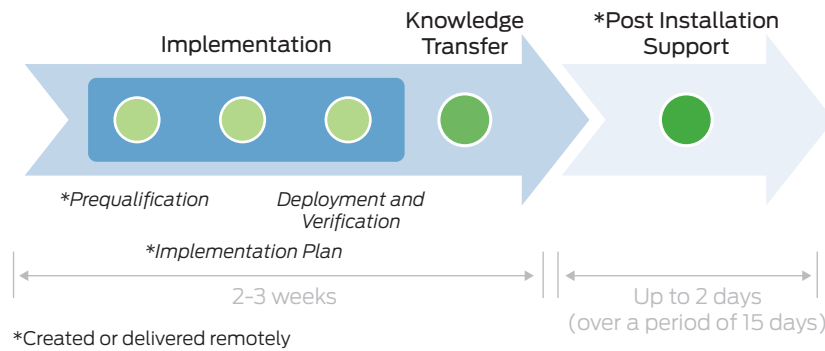 Implementation
Knowledge
Transfer
*Post Installation
Support
*Prequalification
Deployment and
Verification
*Implementation Plan
2-3 weeks
Up to 2 days
(over a period of 15 days)
*Created or delivered remotely